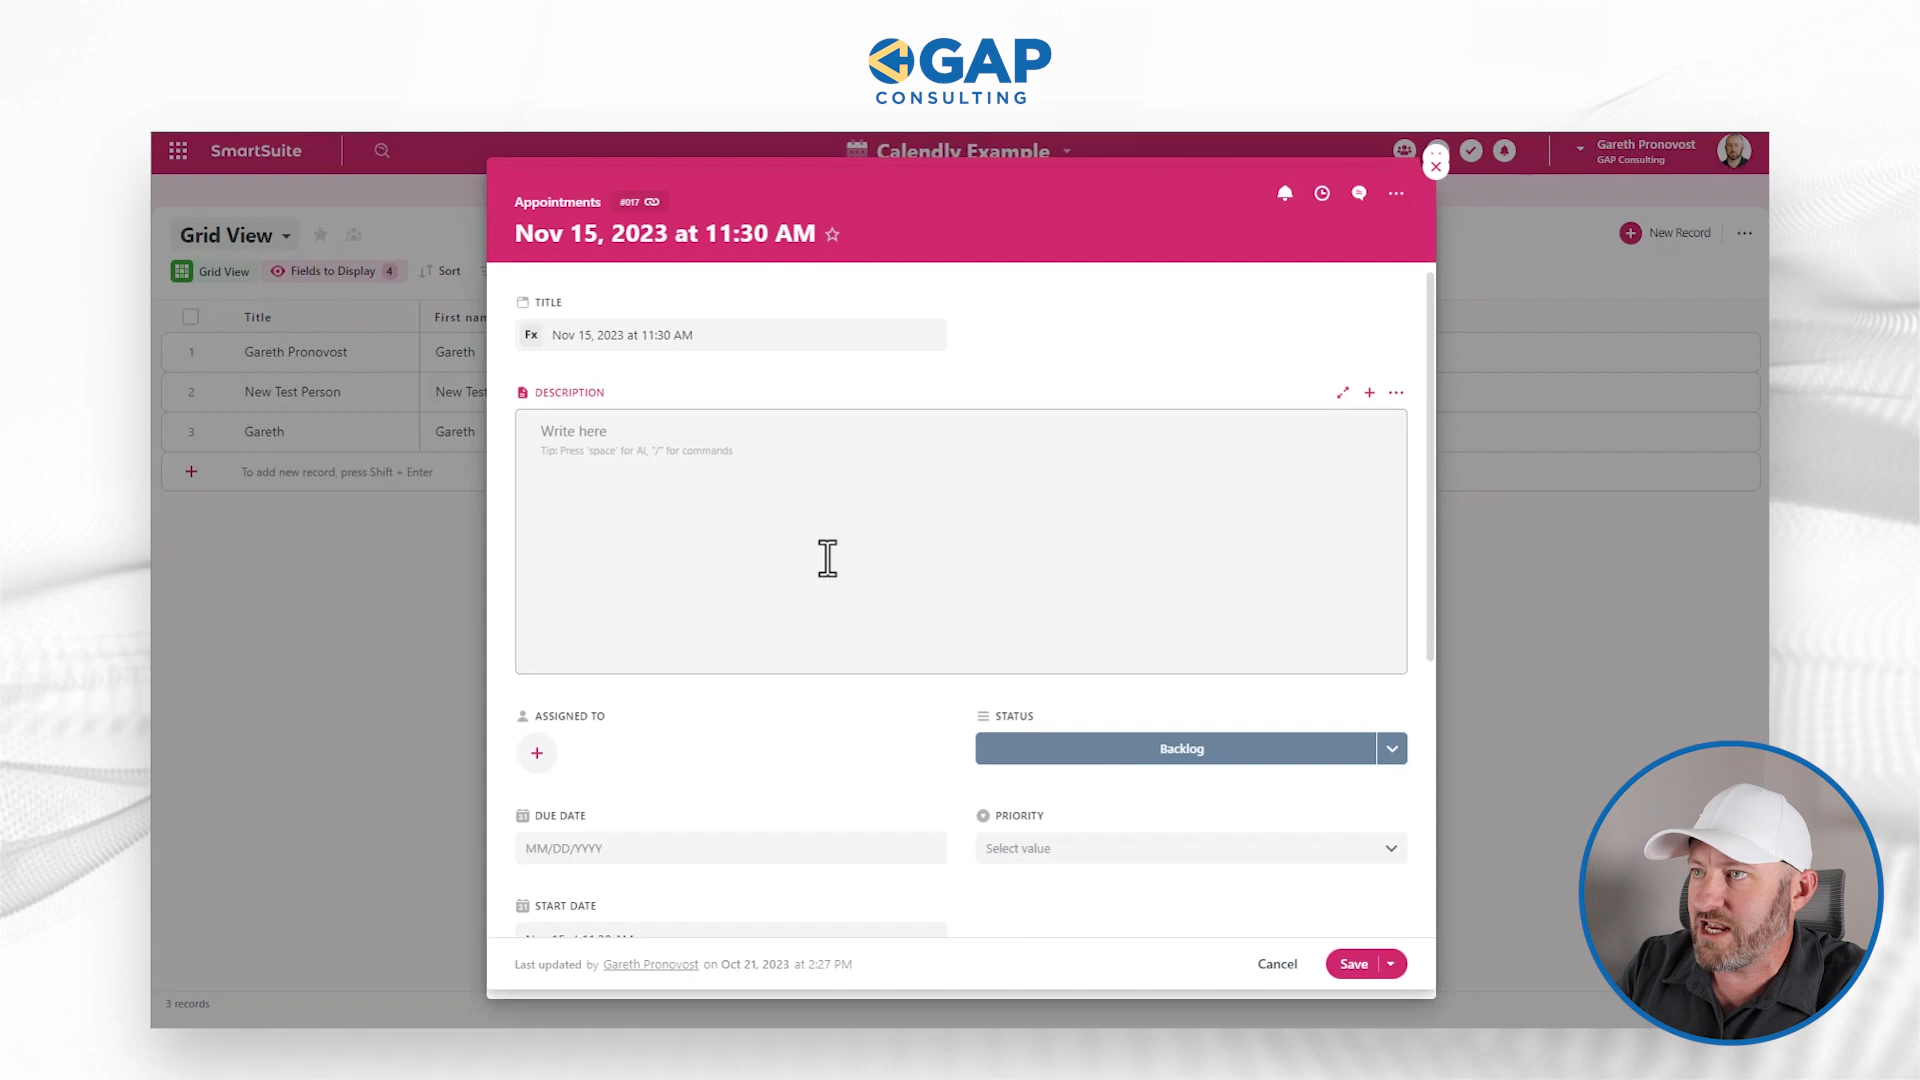 GAP
CONSULTING
SmartSuite
Calendly Example
Gareth Pronovost
GAP Consulting
Appointments
#017
Nov 15, 2023 at 11:30 AM
Grid View
New Record
Grid View
Fields to Display 4
Sort
TITLE
Fx Nov 15, 2023 at 11:30 AM
Title
First nam
1 Gareth Pronovost Gareth
2 New Test Person New Test
3 Gareth Gareth
To add new record, press Shift + Enter
DESCRIPTION
Write here
Tip: Press 'space' for AI, "/" for commands
ASSIGNED TO
STATUS
Backlog
DUE DATE
PRIORITY
MM/DD/YYYY
Select value
START DATE
Last updated by Gareth Pronovost on Oct 21, 2023 at 2:27 PM
Cancel
Save
3 records